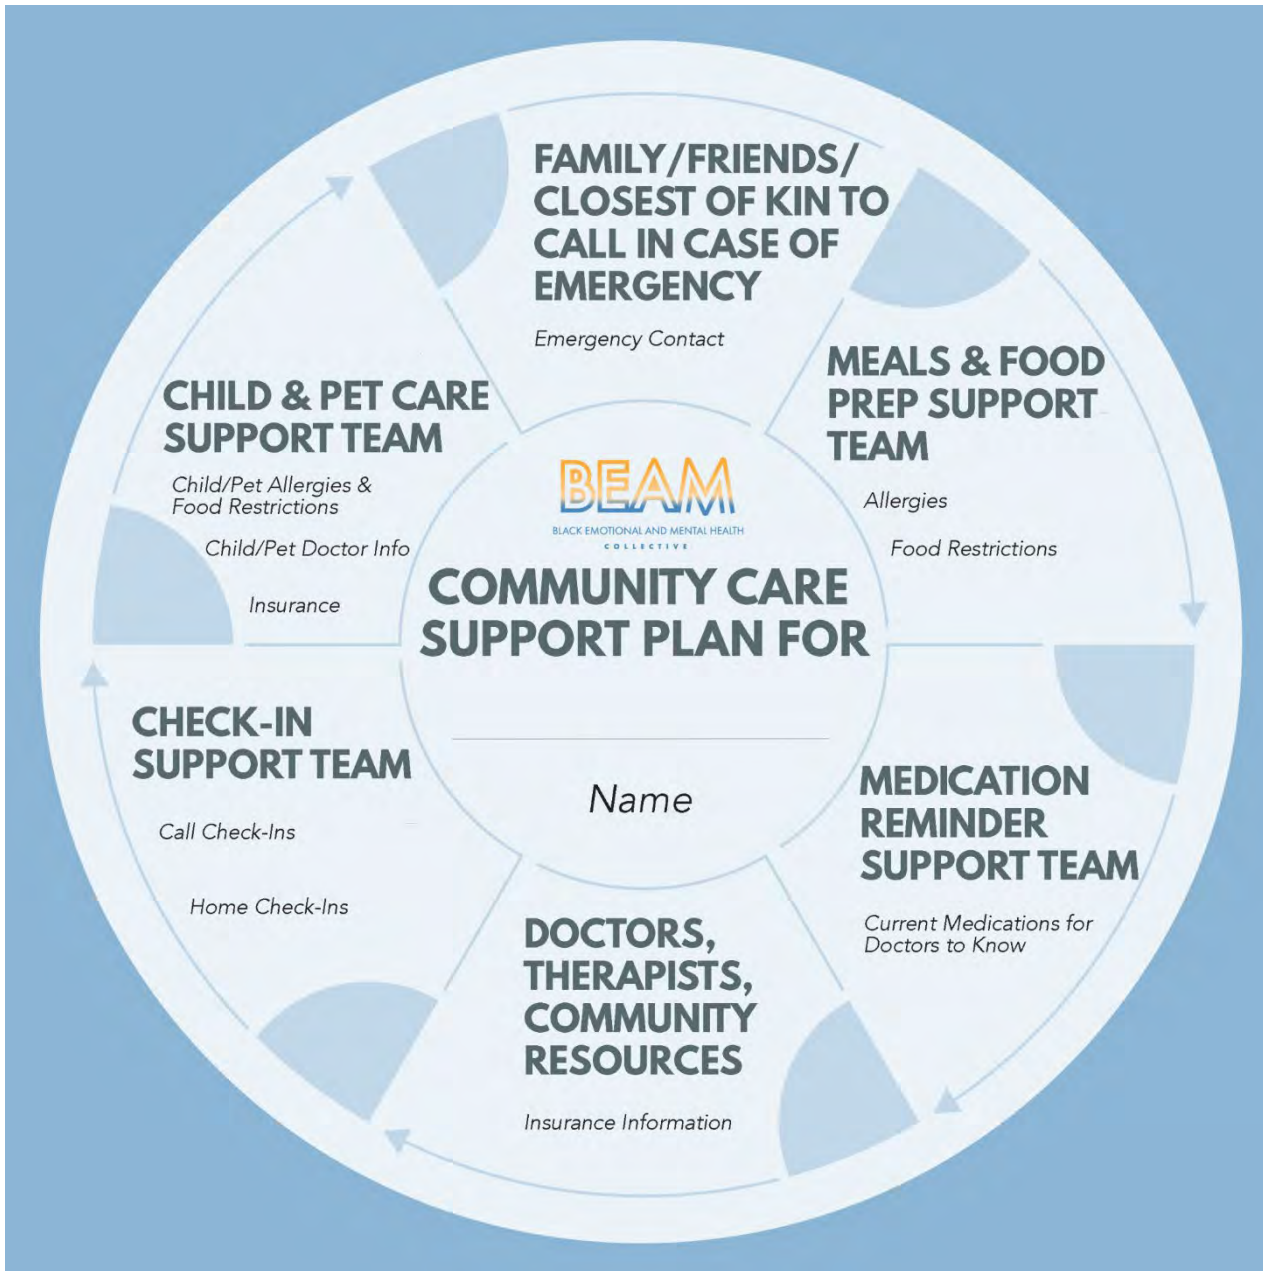 FAMILY/FRIENDS/
CLOSEST OF KIN TO
CALL IN CASE OF
EMERGENCY
Emergency Contact
MEALS & FOOD
PREP SUPPORT
TEAM
Allergies
Food Restrictions
MEDICATION
REMINDER
SUPPORT TEAM
Current Medications for
Doctors to Know
DOCTORS,
THERAPISTS,
COMMUNITY
RESOURCES
Insurance Information
CHECK-IN
SUPPORT TEAM
Call Check-Ins
Home Check-Ins
CHILD & PET CARE
SUPPORT TEAM
Child/Pet Allergies &
Food Restrictions
Child/Pet Doctor Info
Insurance
BEAM
BLACK EMOTIONAL AND MENTAL HEALTH
COLLECTIVE
COMMUNITY CARE
SUPPORT PLAN FOR
Name